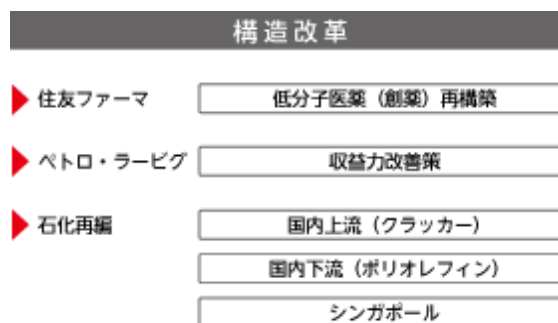 構造改革
住友ファーマ
低分子医薬（創薬）再構築
ペトロ・ラービグ
収益力改善策
石化再編
国内上流（クラッカー）
国内下流（ポリオレフィン）
シンガポール